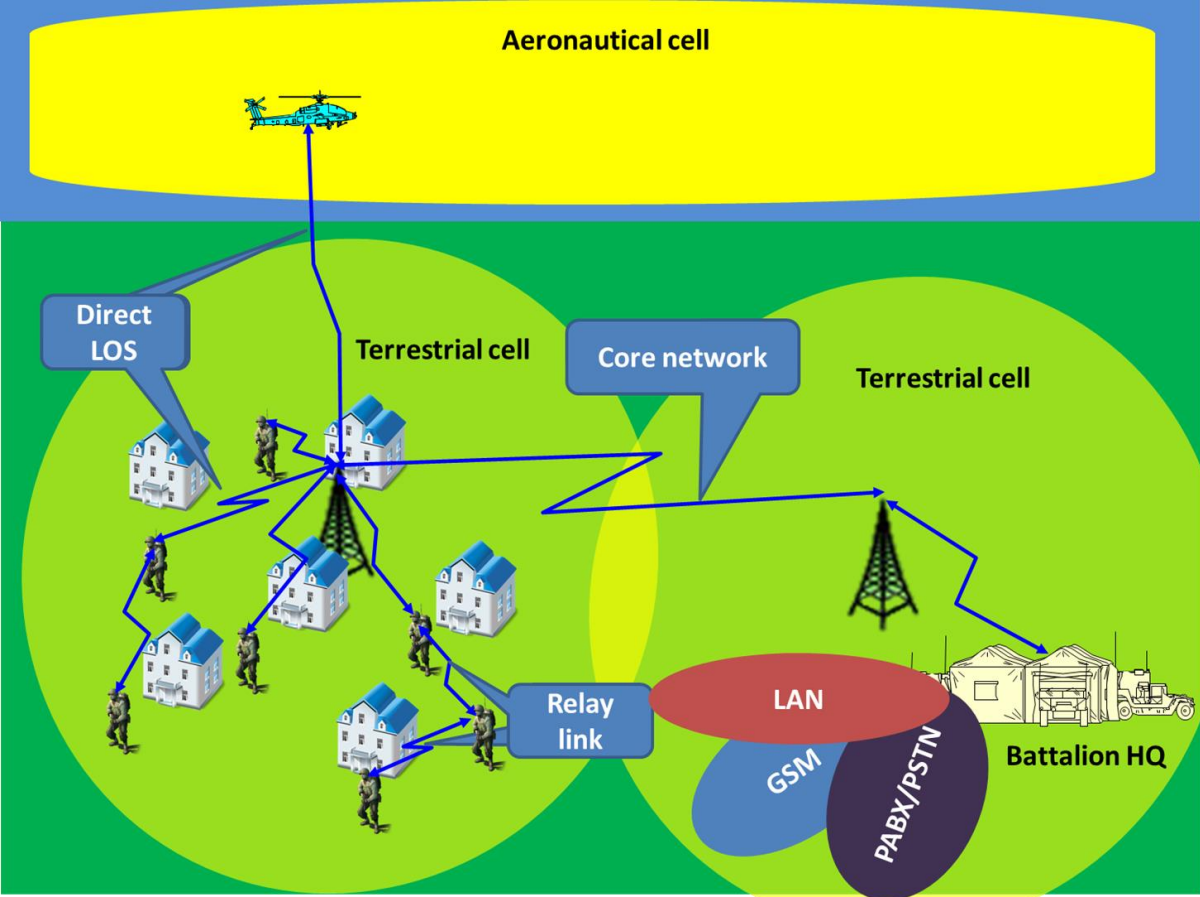 Aeronautical cell
Direct
LOS
Terrestrial cell
Core network
Terrestrial cell
Relay
link
LAN
GSM
PABX/PSTN
Battalion HQ